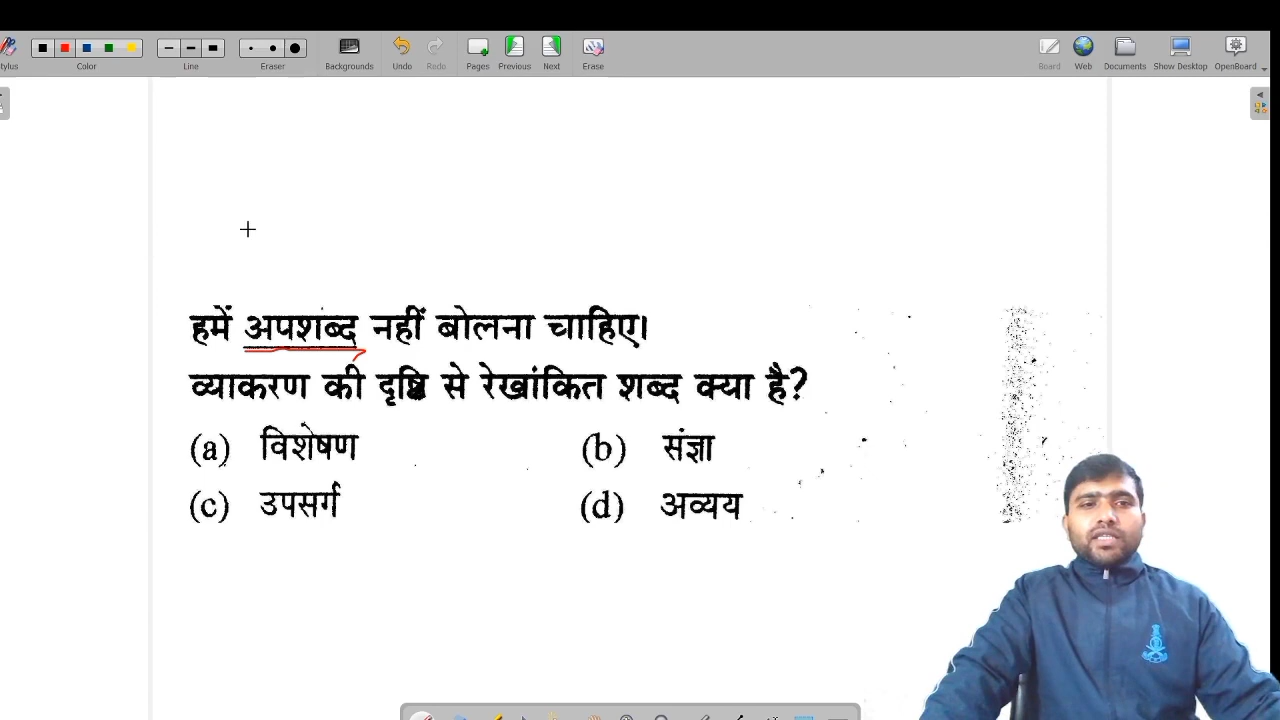 Stylus Color Line Eraser Backgrounds Undo Redo Pages Previous Next Erase Board Web Documents Show Desktop OpenBoard
हमें अपशब्द नहीं बोलना चाहिए।
व्याकरण की दृष्टि से रेखांकित शब्द क्या है?
(a) विशेषण (b) संज्ञा
(c) उपसर्ग (d) अव्यय